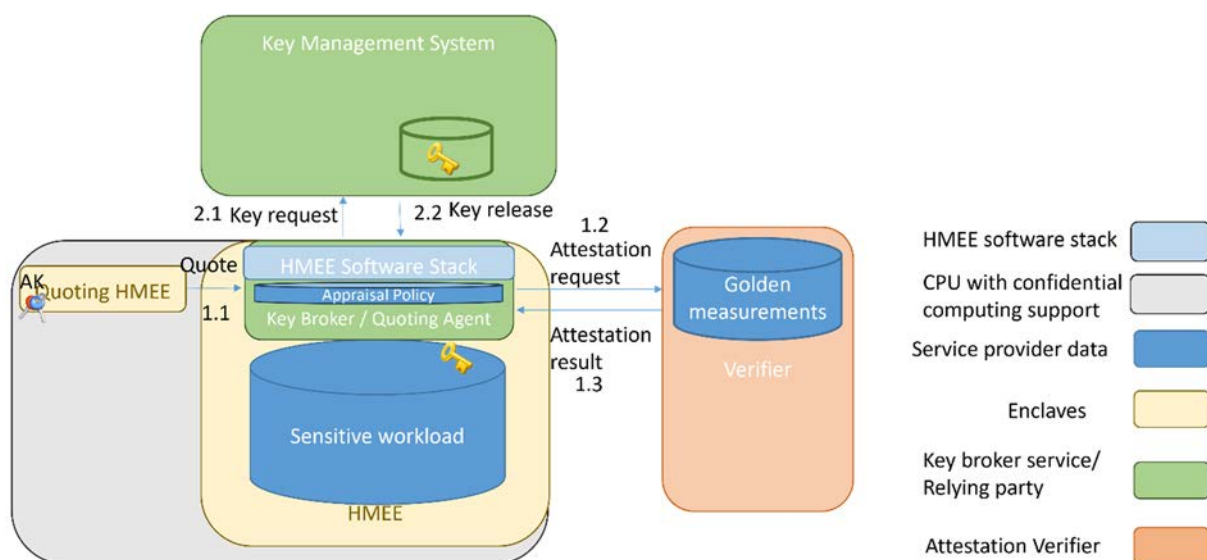 Key Management System
2.1 Key request
2.2 Key release
1.2
Attestation
request
AK
Quoting HMEE
Quote
1.1
HMEE Software Stack
Appraisal Policy
Key Broker / Quoting Agent
Attestation
result
1.3
Golden
measurements
Verifier
Sensitive workload
HMEE
HMEE software stack
CPU with confidential
computing support
Service provider data
Enclaves
Key broker service/
Relying party
Attestation Verifier